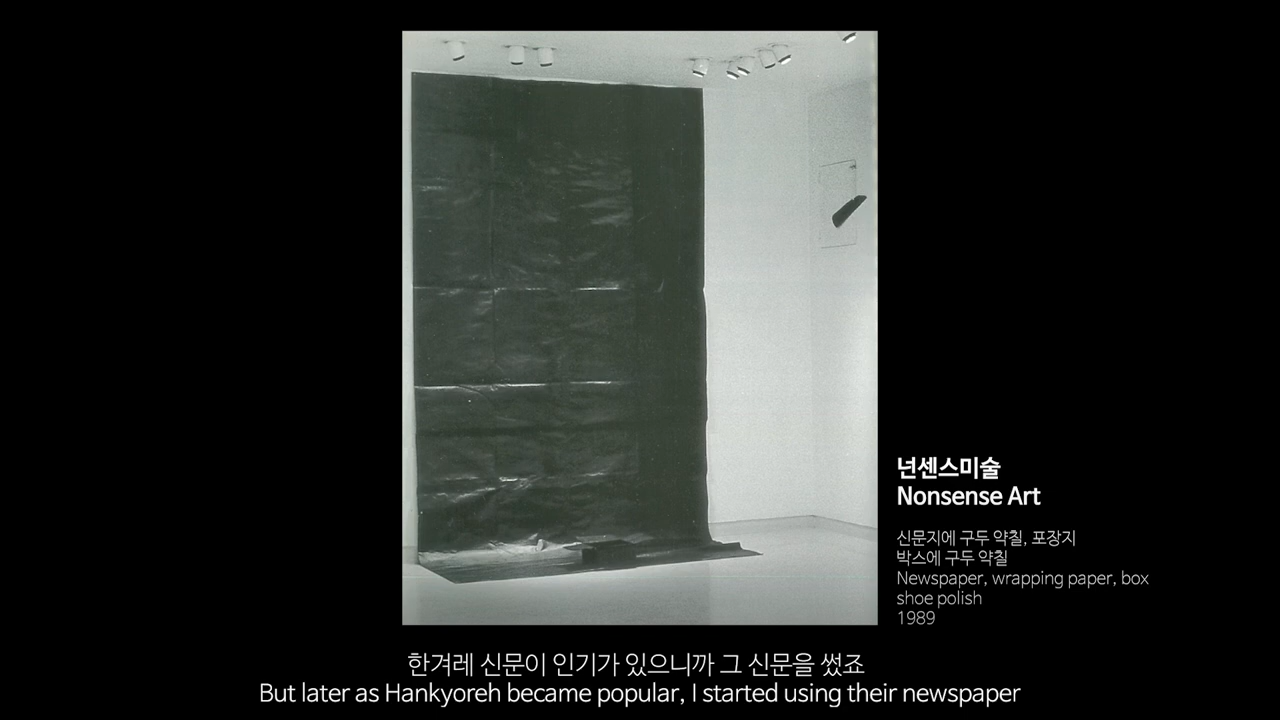 넌센스미술
Nonsense Art
신문지에 구두 약칠, 포장지
박스에 구두 약칠
Newspaper, wrapping paper, box
shoe polish
1989
한겨레 신문이 인기가 있으니까 그 신문을 썼죠
But later as Hankyoreh became popular, I started using their newspaper